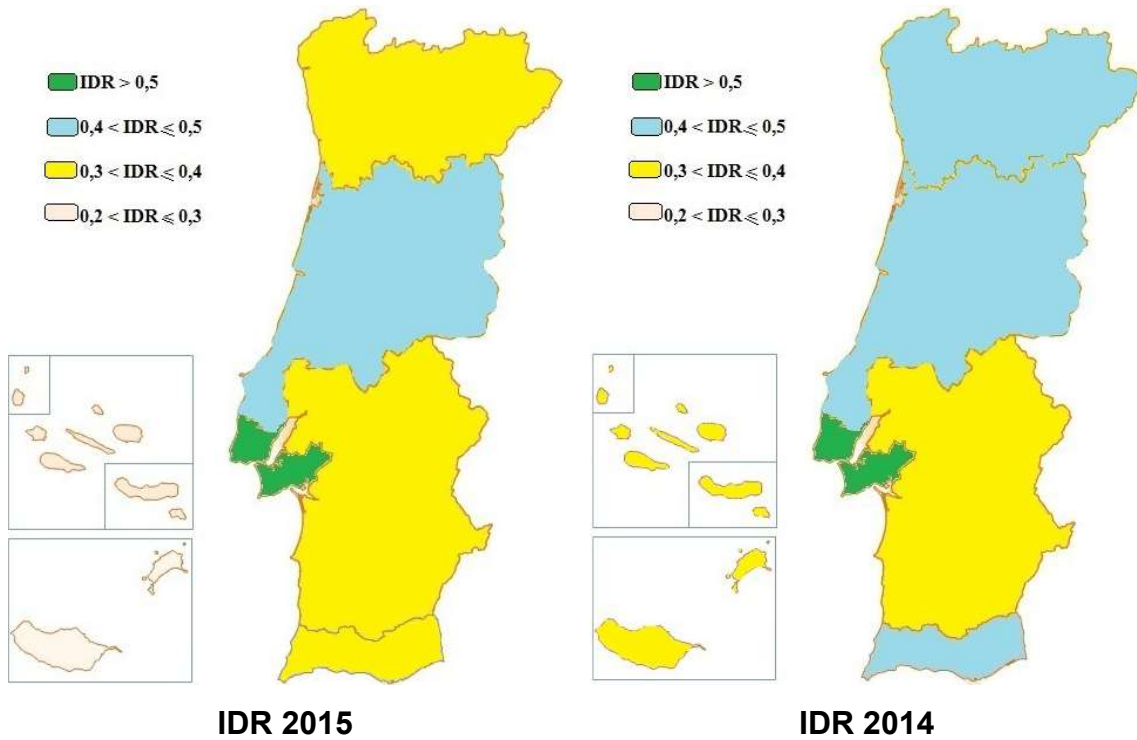 IDR > 0,5
0,4 < IDR ⩽ 0,5
0,3 < IDR ⩽ 0,4
0,2 < IDR ⩽ 0,3
IDR > 0,5
0,4 < IDR ⩽ 0,5
0,3 < IDR ⩽ 0,4
0,2 < IDR ⩽ 0,3
IDR 2015
IDR 2014